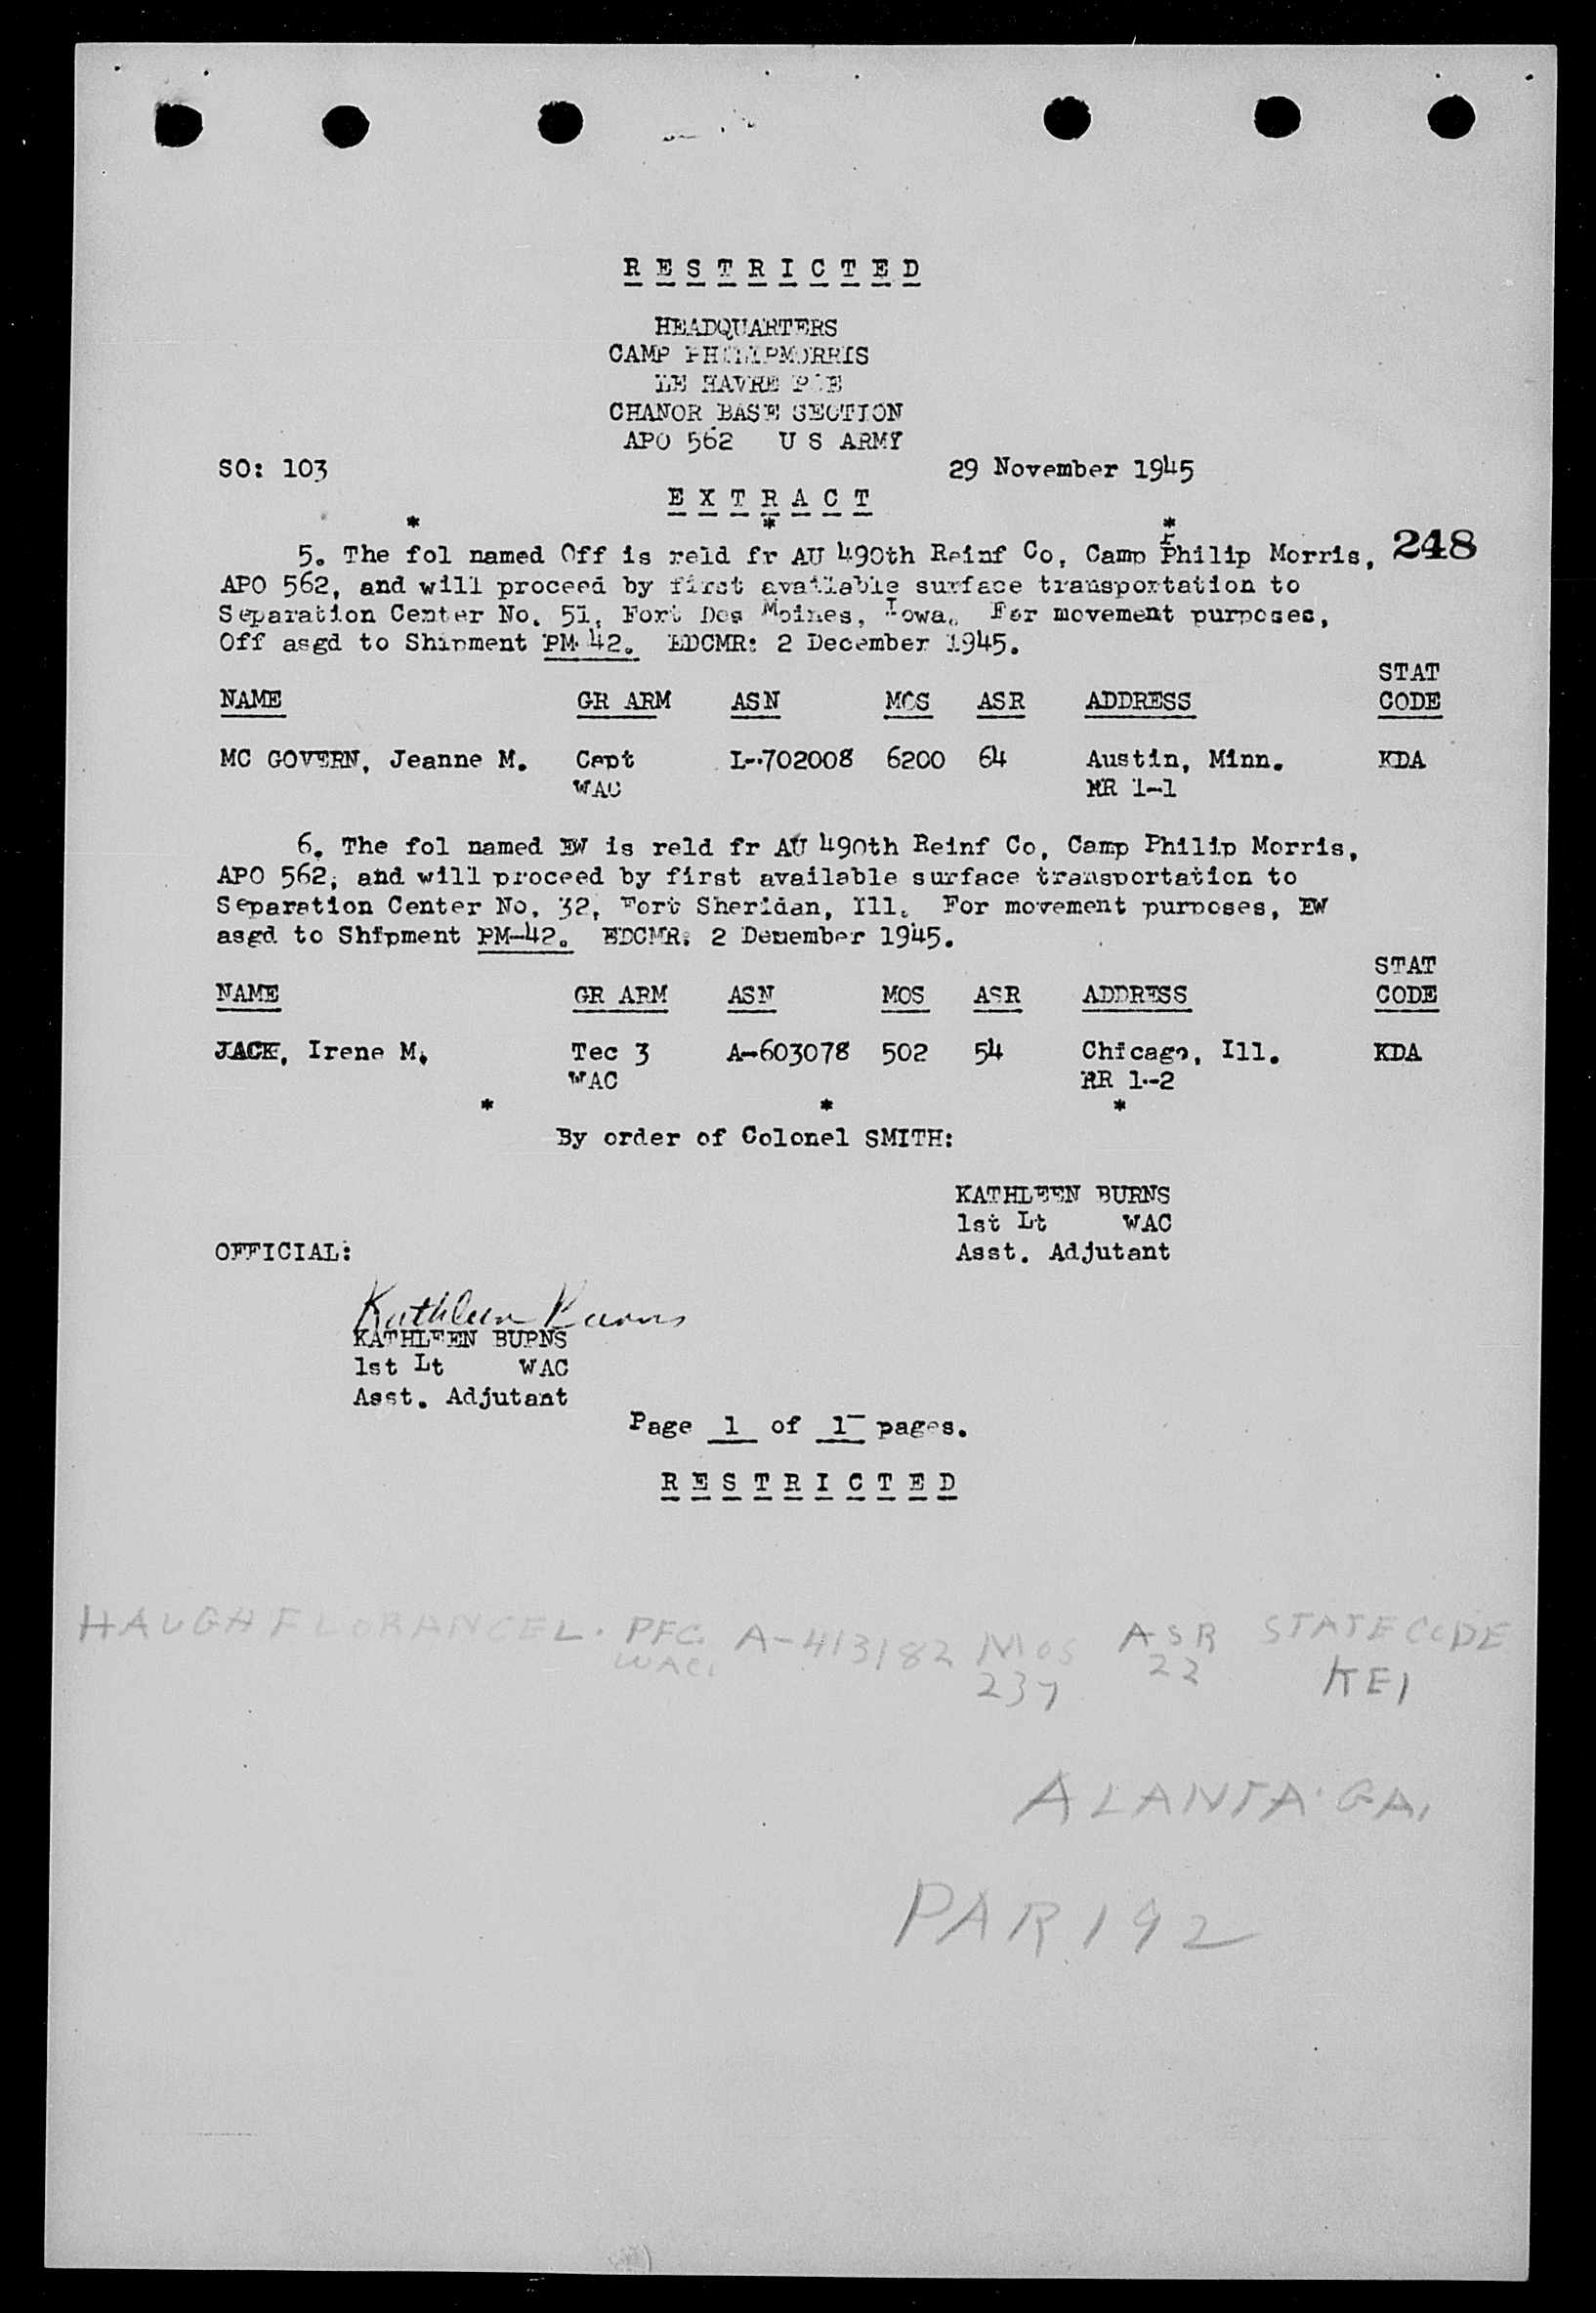 R E S T R I C T E D
HEADQUARTERS
CAMP PHILIPMORRIS
LE HAVRE P E
CHANOR BASE SECTION
APO 562 U S ARMY
SO: 103 29 November 1945
E X T R A C T
* * *
5. The fol named Off is reld fr AU 490th Reinf Co, Camp Philip Morris, 248
APO 562, and will proceed by first available surface transportation to
Separation Center No. 51, Fort Des Moines, Iowa. For movement purposes,
Off asgd to Shipment PM-42. EDCMR: 2 December 1945.
STAT
NAME GR ARM ASN MOS ASR ADDRESS CODE
MC GOVERN, Jeanne M. Capt L-702008 6200 64 Austin, Minn. KDA
WAC RR 1-1
6. The fol named EW is reld fr AU 490th Reinf Co, Camp Philip Morris,
APO 562, and will proceed by first available surface transportation to
Separation Center No, 32, Fort Sheridan, Ill. For movement purposes, EW
asgd to Shipment PM-42. EDCMR: 2 Demember 1945.
STAT
NAME GR ARM ASN MOS ASR ADDRESS CODE
JACK, Irene M. Tec 3 A-603078 502 54 Chicago, Ill. KDA
WAC RR 1-2
* * *
By order of Colonel SMITH:
KATHLEEN BURNS
1st Lt WAC
OFFICIAL: Asst. Adjutant
Kathleen Burns
KATHLEEN BURNS
1st Lt WAC
Asst. Adjutant
Page 1 of 1 pages.
R E S T R I C T E D
HAUGH FLORANCE L. PFC. A-413182 MOS ASR STATE CODE
WAC. 237 22 KEI
ALANTA. GA.
PAR 192